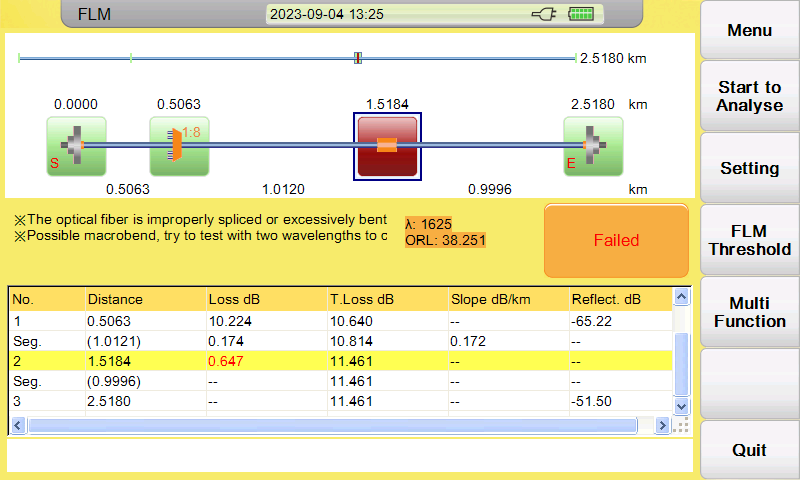 FLM
2023-09-04 13:25
Menu
Start to
Analyse
Setting
FLM
Threshold
Multi
Function
Quit
2.5180 km
0.0000 0.5063 1.5184 2.5180 km
S 1:8 E
0.5063 1.0120 0.9996 km
※The optical fiber is improperly spliced or excessively bent
※Possible macrobend, try to test with two wavelengths to c
λ: 1625
ORL: 38.251
Failed
No. Distance Loss dB T.Loss dB Slope dB/km Reflect. dB
1 0.5063 10.224 10.640 -- -65.22
Seg. (1.0121) 0.174 10.814 0.172 --
2 1.5184 0.647 11.461 -- --
Seg. (0.9996) -- 11.461 -- --
3 2.5180 -- 11.461 -- -51.50